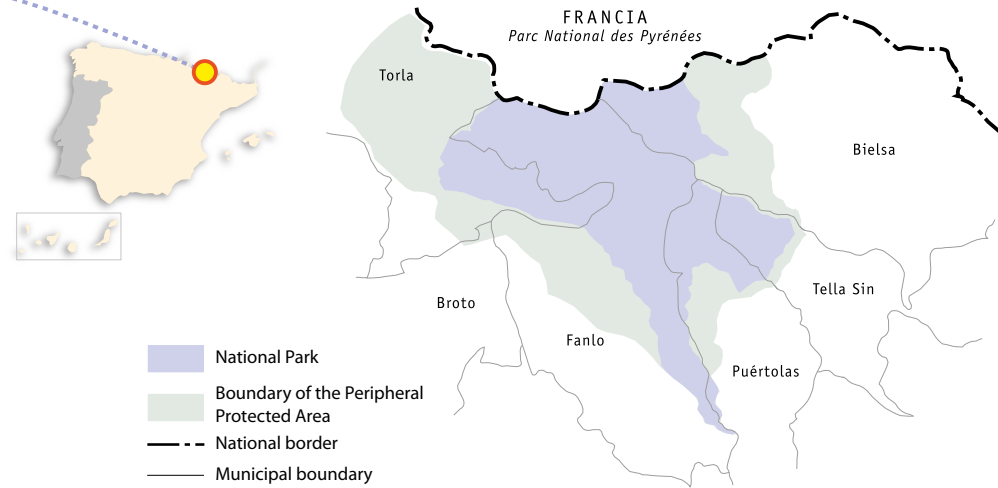 FRANCIA
Parc National des Pyrénées
Torla
Bielsa
Tella Sin
Broto
Fanlo
Puértolas
National Park
Boundary of the Peripheral
Protected Area
National border
Municipal boundary